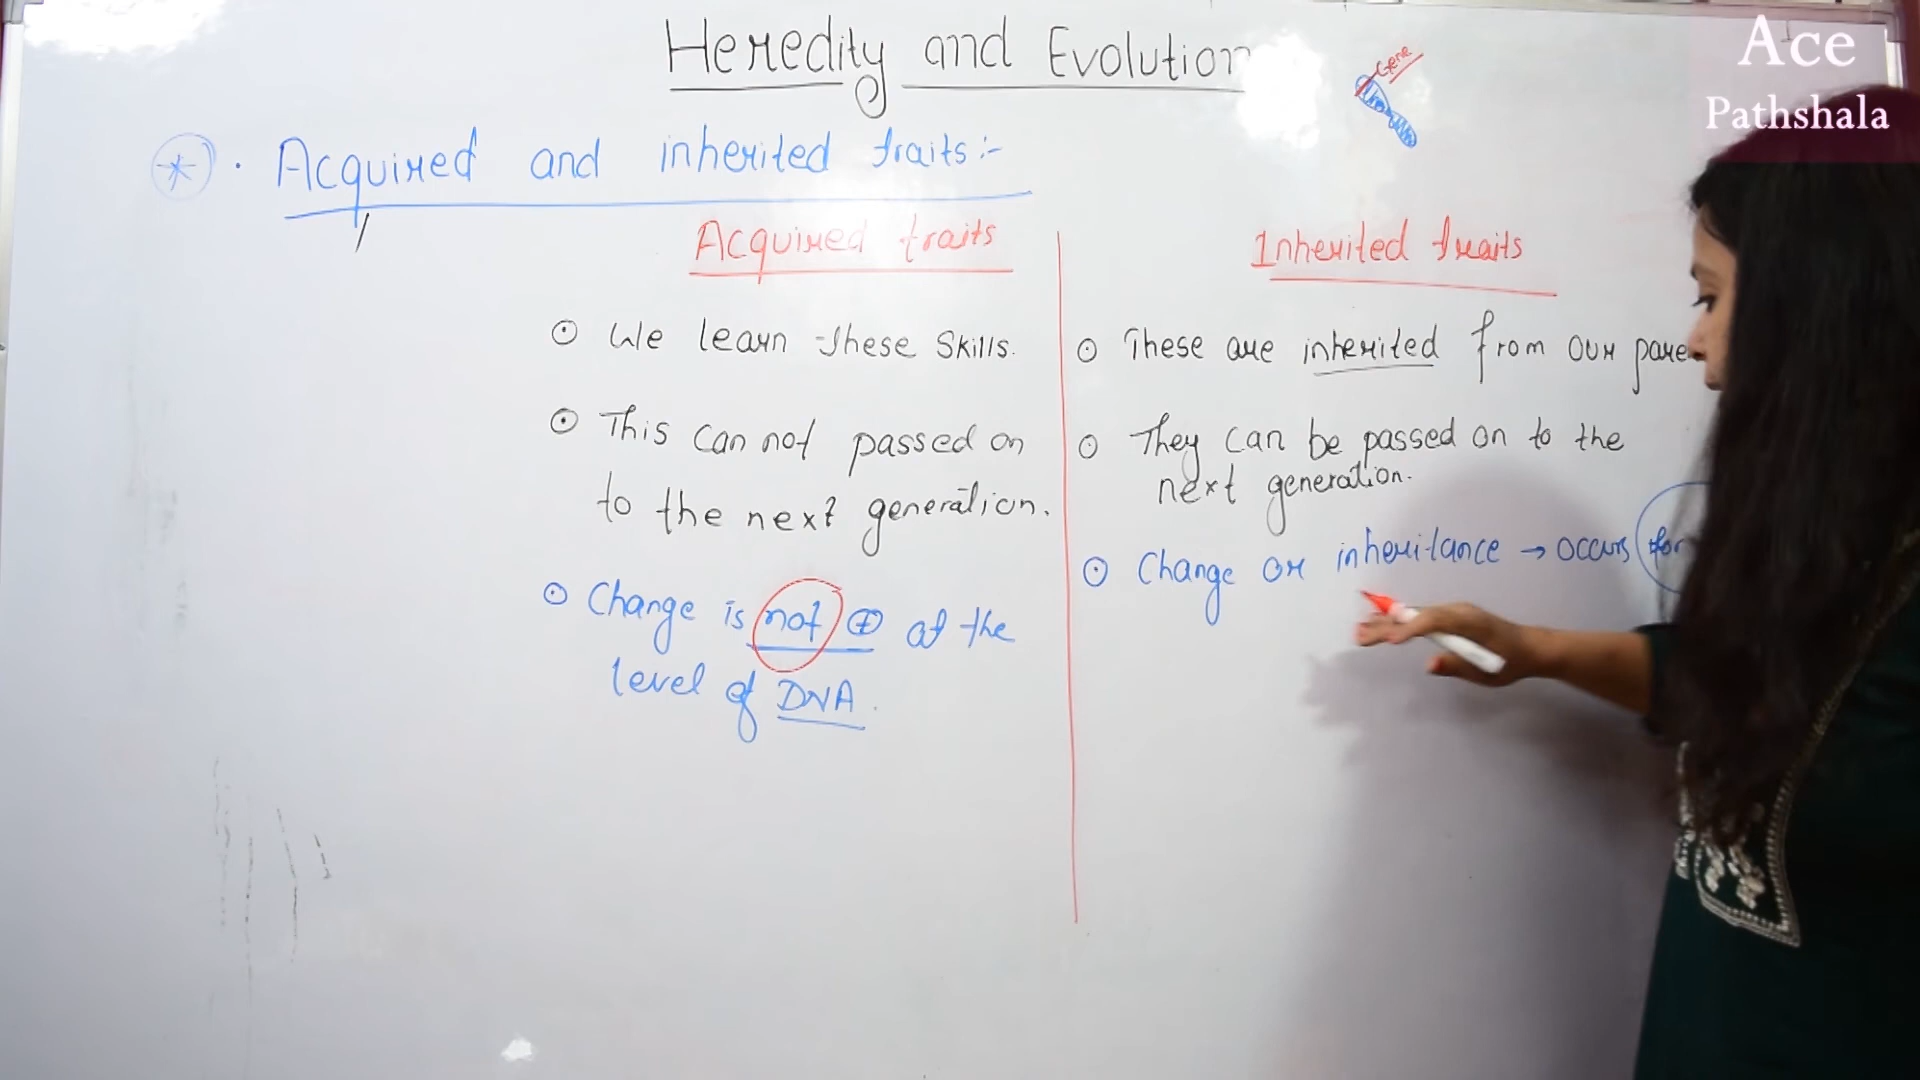 Heredity and Evolution
Gene
Ace
Pathshala
Acquired and inherited traits:-
Acquired traits
⊙ We learn these skills.
⊙ This can not passed on
to the next generation.
⊙ Change is not ⊕ at the
level of DNA.
Inherited traits
⊙ These are inherited from our pare
⊙ They can be passed on to the
next generation.
⊙ Change or inheritance → occurs